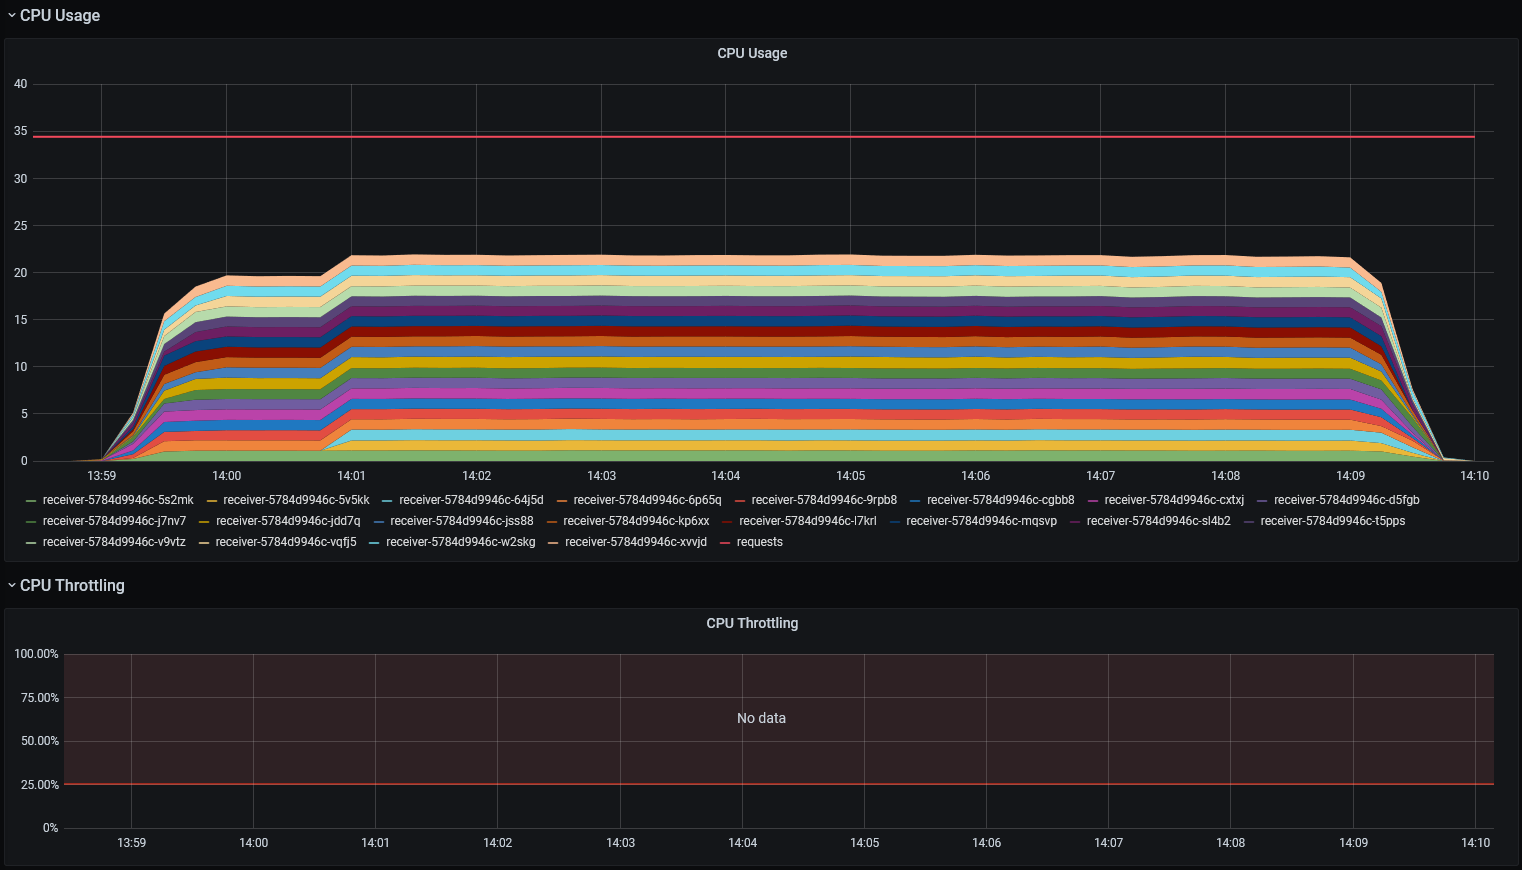 CPU Usage
CPU Usage
40
35
30
25
20
15
10
5
0
13:59 14:00 14:01 14:02 14:03 14:04 14:05 14:06 14:07 14:08 14:09 14:10
receiver-5784d9946c-5s2mk receiver-5784d9946c-5v5kk receiver-5784d9946c-64j5d receiver-5784d9946c-6p65q receiver-5784d9946c-9rpb8 receiver-5784d9946c-cgbb8 receiver-5784d9946c-cxtxj receiver-5784d9946c-d5fgb
receiver-5784d9946c-j7nv7 receiver-5784d9946c-jdd7q receiver-5784d9946c-jss88 receiver-5784d9946c-kp6xx receiver-5784d9946c-l7krl receiver-5784d9946c-mqsvp receiver-5784d9946c-sl4b2 receiver-5784d9946c-t5pps
receiver-5784d9946c-v9vtz receiver-5784d9946c-vqfj5 receiver-5784d9946c-w2skg receiver-5784d9946c-xvvjd requests
CPU Throttling
CPU Throttling
100.00%
75.00%
No data
50.00%
25.00%
0%
13:59 14:00 14:01 14:02 14:03 14:04 14:05 14:06 14:07 14:08 14:09 14:10